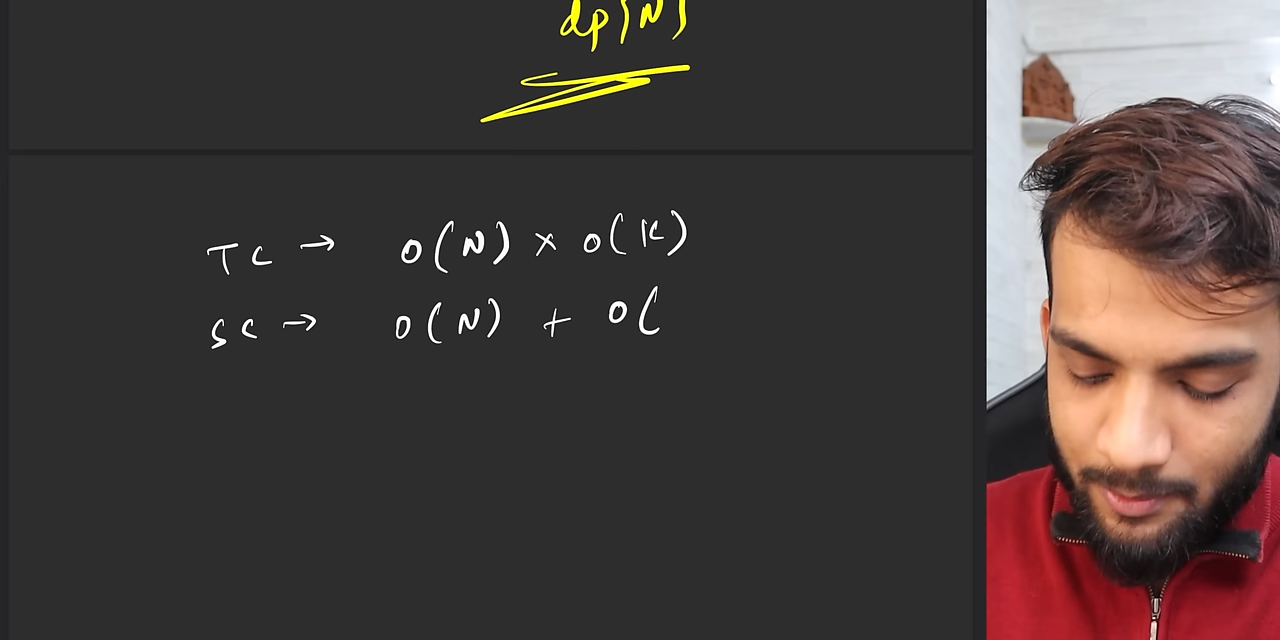 dp[N]
TC → O(N) × O(K)
SC → O(N) + O(